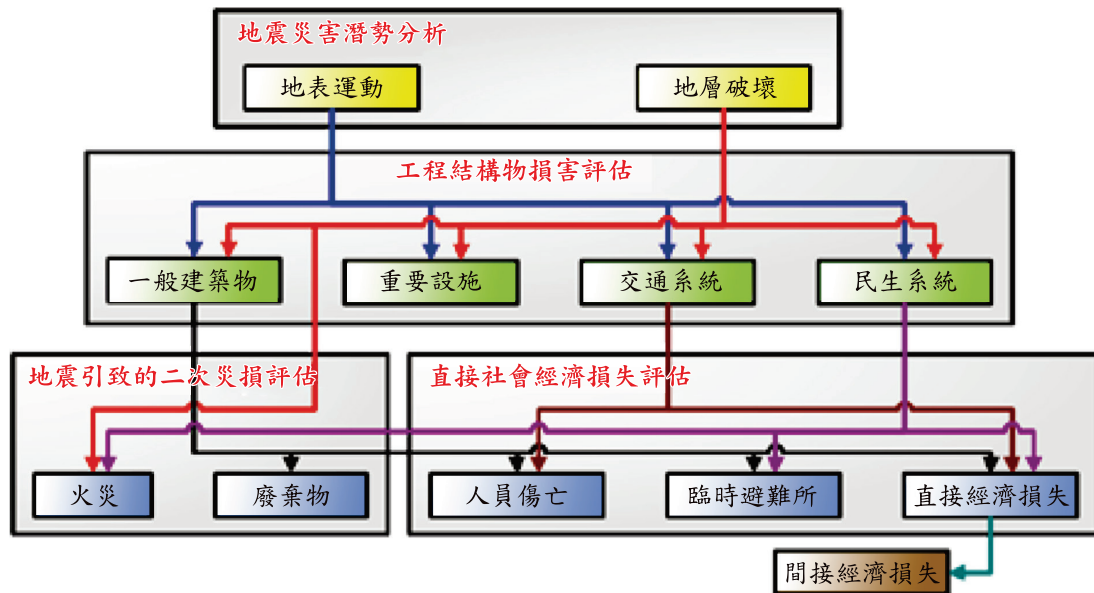 地震災害潛勢分析
地表運動
地層破壞
工程結構物損害評估
一般建築物
重要設施
交通系統
民生系統
地震引致的二次災損評估
直接社會經濟損失評估
火災
廢棄物
人員傷亡
臨時避難所
直接經濟損失
間接經濟損失